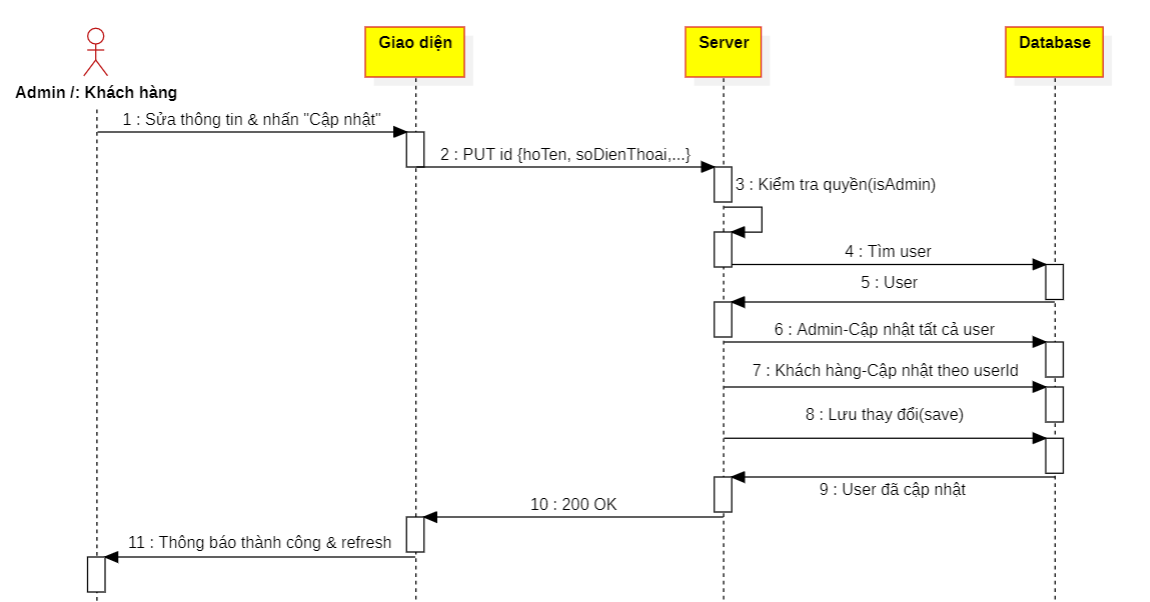 Giao diện
Server
Database
Admin /: Khách hàng
1 : Sửa thông tin & nhấn "Cập nhật"
2 : PUT id {hoTen, soDienThoai,...}
3 : Kiểm tra quyền(isAdmin)
4 : Tìm user
5 : User
6 : Admin-Cập nhật tất cả user
7 : Khách hàng-Cập nhật theo userId
8 : Lưu thay đổi(save)
9 : User đã cập nhật
10 : 200 OK
11 : Thông báo thành công & refresh